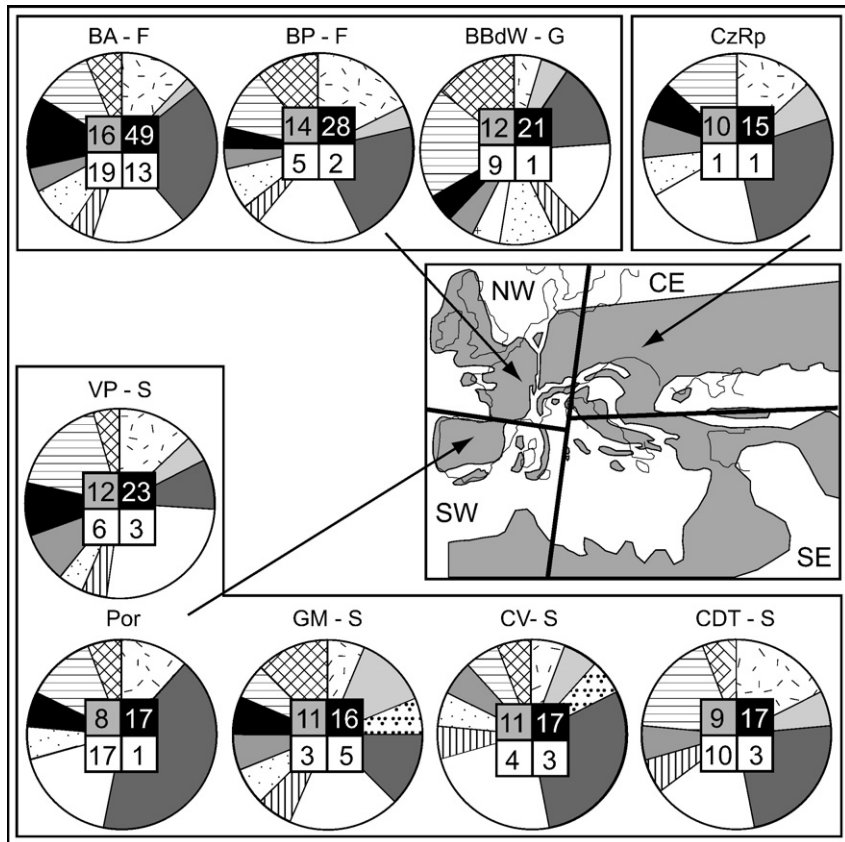 BA - F
BP - F
BBdW - G
CzRp
16 49
19 13
14 28
5 2
12 21
9 1
10 15
1 1
NW
CE
SW
SE
VP - S
12 23
6 3
Por
GM - S
CV- S
CDT - S
8 17
17 1
11 16
3 5
11 17
4 3
9 17
10 3